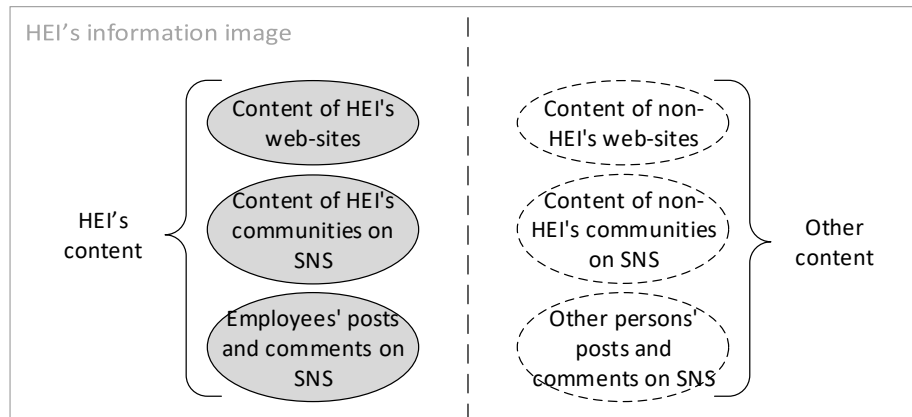 HEI’s information image
HEI’s
content
Content of HEI's
web-sites
Content of HEI's
communities on
SNS
Employees' posts
and comments on
SNS
Content of non-
HEI's web-sites
Content of non-
HEI's communities
on SNS
Other persons'
posts and
comments on SNS
Other
content